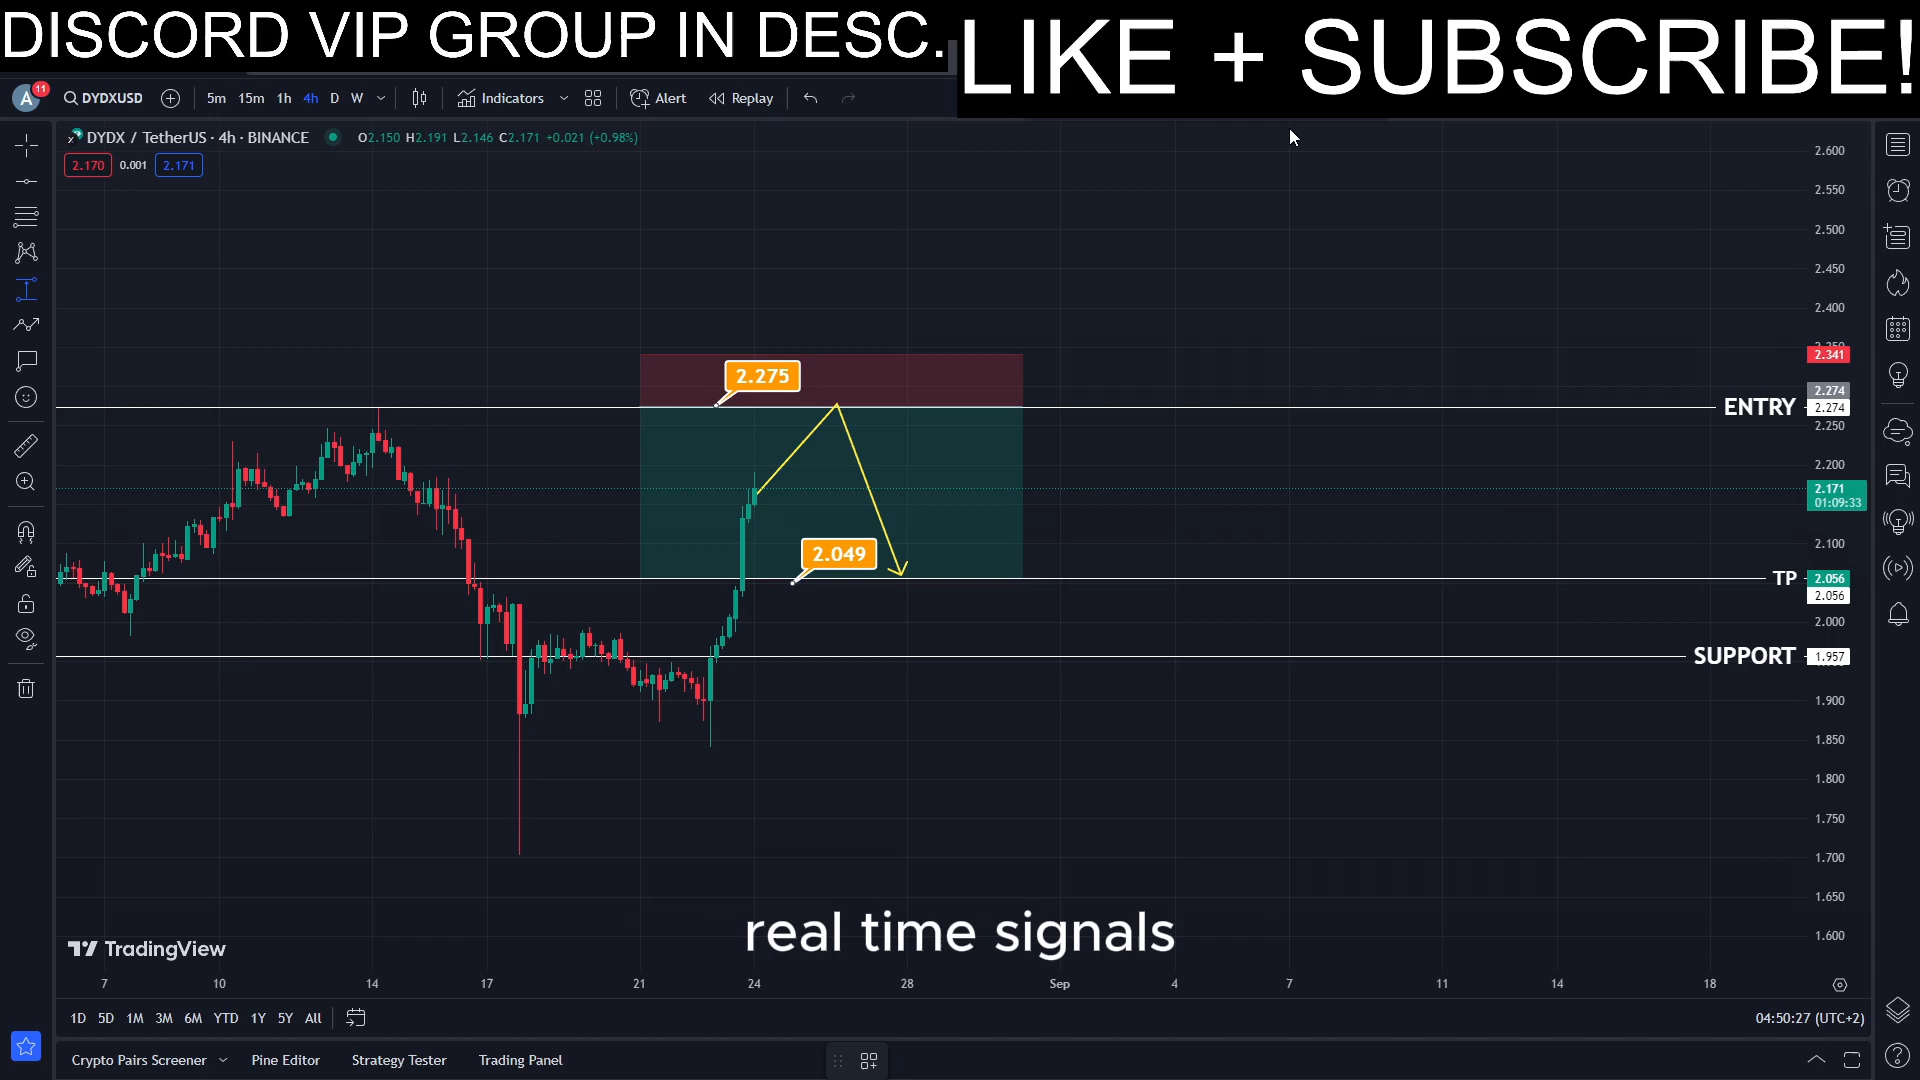 DISCORD VIP GROUP IN DESC.
LIKE + SUBSCRIBE!
A 11 DYDXUSD 5m 15m 1h 4h D W Indicators Alert Replay
DYDX / TetherUS · 4h · BINANCE O2.150 H2.191 L2.146 C2.171 +0.021 (+0.98%)
2.170 0.001 2.171
2.600
2.550
2.500
2.450
2.400
2.341
2.275
2.274
ENTRY 2.274
2.250
2.200
2.171
01:09:33
2.100
2.049
TP 2.056
2.056
2.000
SUPPORT 1.957
1.900
1.850
1.800
1.750
1.700
1.650
1.600
real time signals
TradingView
7 10 14 17 21 24 28 Sep 4 7 11 14 18
1D 5D 1M 3M 6M YTD 1Y 5Y All 04:50:27 (UTC+2)
Crypto Pairs Screener Pine Editor Strategy Tester Trading Panel